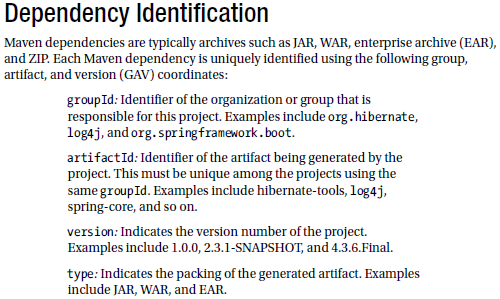 Dependency Identification
Maven dependencies are typically archives such as JAR, WAR, enterprise archive (EAR),
and ZIP. Each Maven dependency is uniquely identified using the following group,
artifact, and version (GAV) coordinates:
groupId: Identifier of the organization or group that is
responsible for this project. Examples include org.hibernate,
log4j, and org.springframework.boot.
artifactId: Identifier of the artifact being generated by the
project. This must be unique among the projects using the
same groupId. Examples include hibernate-tools, log4j,
spring-core, and so on.
version: Indicates the version number of the project.
Examples include 1.0.0, 2.3.1-SNAPSHOT, and 4.3.6.Final.
type: Indicates the packing of the generated artifact. Examples
include JAR, WAR, and EAR.